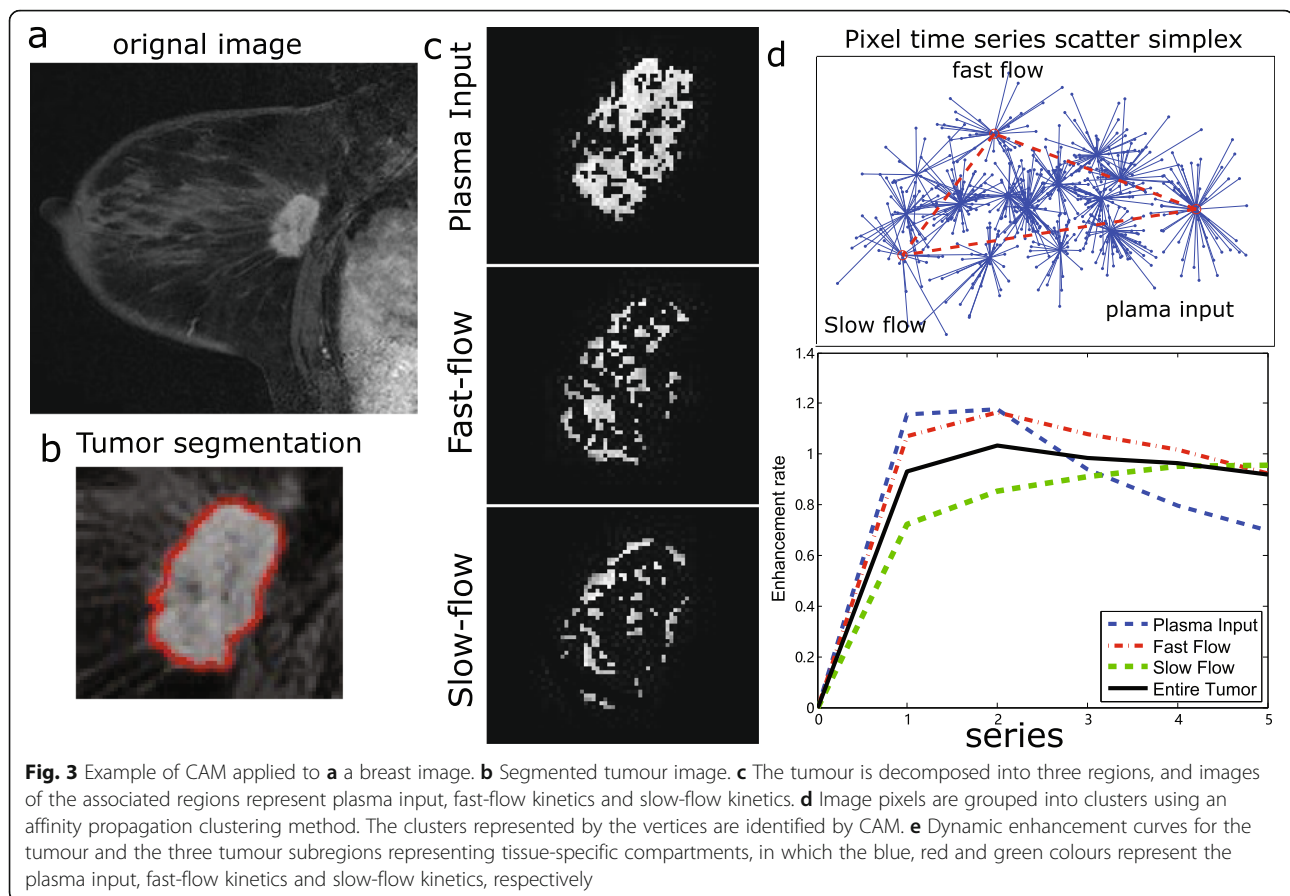 a
orignal image
b
Tumor segmentation
c
Plasma Input
Fast-flow
Slow-flow
d
Pixel time series scatter simplex
fast flow
plama input
Slow flow
1.4
1.2
1
0.8
0.6
0.4
0.2
0
Enhancement rate
0 1 2 3 4 5
series
Plasma Input
Fast Flow
Slow Flow
Entire Tumor
Fig. 3 Example of CAM applied to a a breast image. b Segmented tumour image. c The tumour is decomposed into three regions, and images
of the associated regions represent plasma input, fast-flow kinetics and slow-flow kinetics. d Image pixels are grouped into clusters using an
affinity propagation clustering method. The clusters represented by the vertices are identified by CAM. e Dynamic enhancement curves for the
tumour and the three tumour subregions representing tissue-specific compartments, in which the blue, red and green colours represent the
plasma input, fast-flow kinetics and slow-flow kinetics, respectively